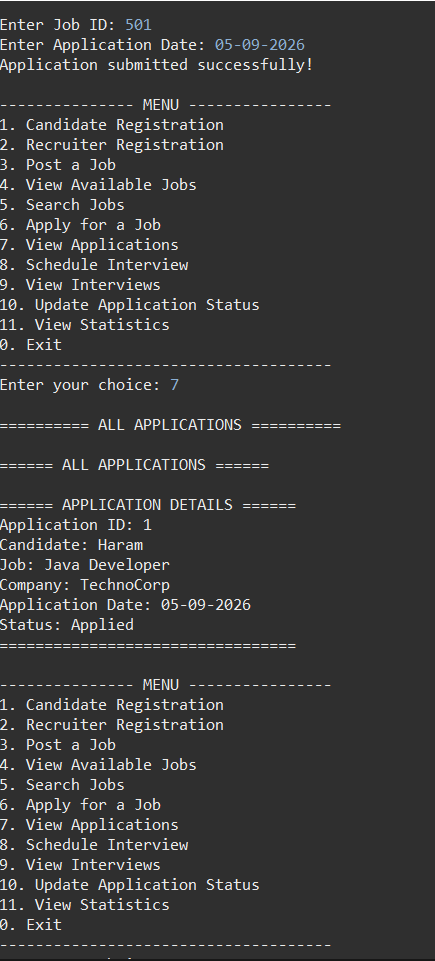 Enter Job ID: 501
Enter Application Date: 05-09-2026
Application submitted successfully!
--------------- MENU ----------------
1. Candidate Registration
2. Recruiter Registration
3. Post a Job
4. View Available Jobs
5. Search Jobs
6. Apply for a Job
7. View Applications
8. Schedule Interview
9. View Interviews
10. Update Application Status
11. View Statistics
0. Exit
-------------------------------------
Enter your choice: 7
========== ALL APPLICATIONS ==========
====== ALL APPLICATIONS ======
====== APPLICATION DETAILS ======
Application ID: 1
Candidate: Haram
Job: Java Developer
Company: TechnoCorp
Application Date: 05-09-2026
Status: Applied
=================================
--------------- MENU ----------------
1. Candidate Registration
2. Recruiter Registration
3. Post a Job
4. View Available Jobs
5. Search Jobs
6. Apply for a Job
7. View Applications
8. Schedule Interview
9. View Interviews
10. Update Application Status
11. View Statistics
0. Exit
-------------------------------------